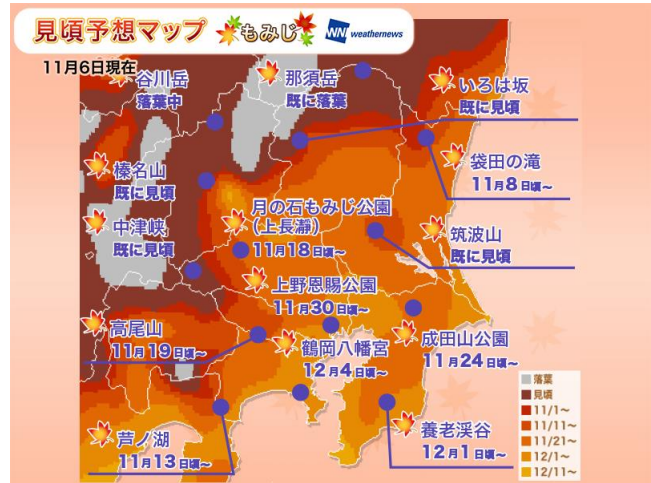 見頃予想マップ もみじ WNI weathernews
11月6日現在
谷川岳
落葉中
那須岳
既に落葉
いろは坂
既に見頃
榛名山
既に見頃
袋田の滝
11月8日頃~
中津峡
既に見頃
月の石もみじ公園
(上長瀞)
11月18日頃~
筑波山
既に見頃
上野恩賜公園
11月30日頃~
高尾山
11月19日頃~
鶴岡八幡宮
12月4日頃~
成田山公園
11月24日頃~
芦ノ湖
11月13日頃~
養老渓谷
12月1日頃~
落葉
見頃
11/1~
11/11~
11/21~
12/1~
12/11~